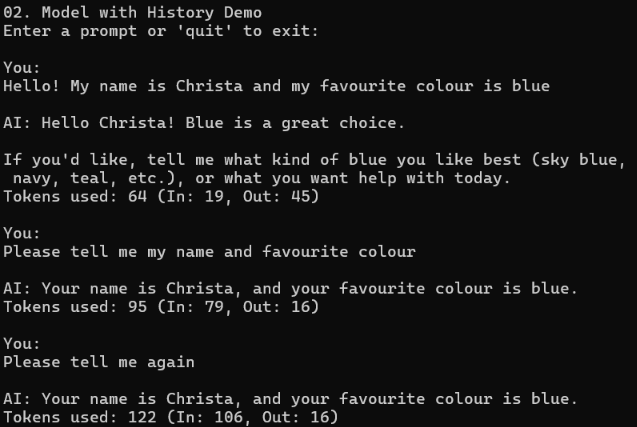 02. Model with History Demo
Enter a prompt or 'quit' to exit:
You:
Hello! My name is Christa and my favourite colour is blue
AI: Hello Christa! Blue is a great choice.
If you'd like, tell me what kind of blue you like best (sky blue,
navy, teal, etc.), or what you want help with today.
Tokens used: 64 (In: 19, Out: 45)
You:
Please tell me my name and favourite colour
AI: Your name is Christa, and your favourite colour is blue.
Tokens used: 95 (In: 79, Out: 16)
You:
Please tell me again
AI: Your name is Christa, and your favourite colour is blue.
Tokens used: 122 (In: 106, Out: 16)